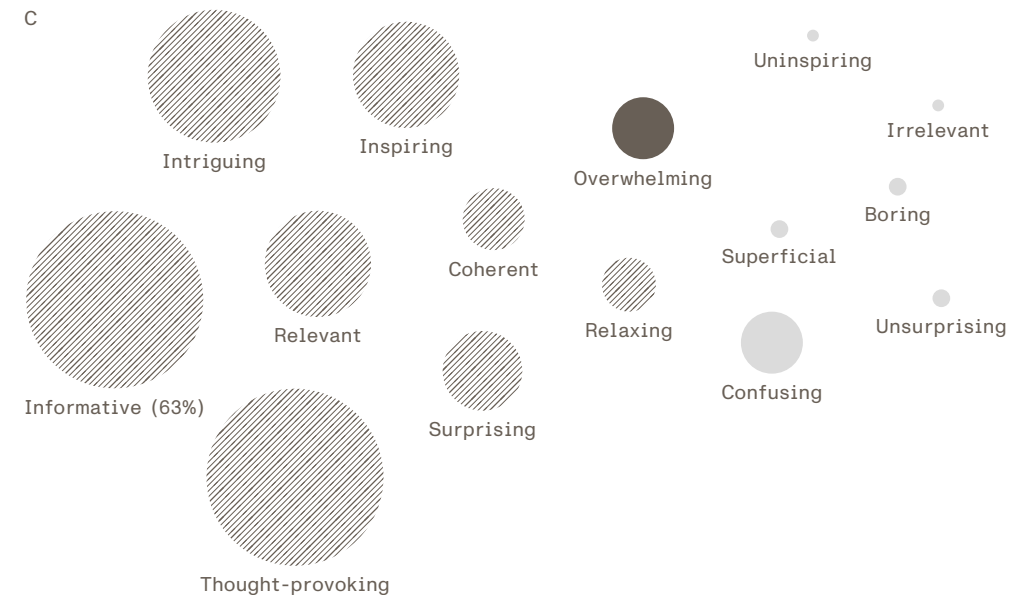 C
Uninspiring
Irrelevant
Inspiring
Intriguing
Overwhelming
Boring
Superficial
Coherent
Unsurprising
Relaxing
Relevant
Confusing
Informative (63%)
Surprising
Thought-provoking